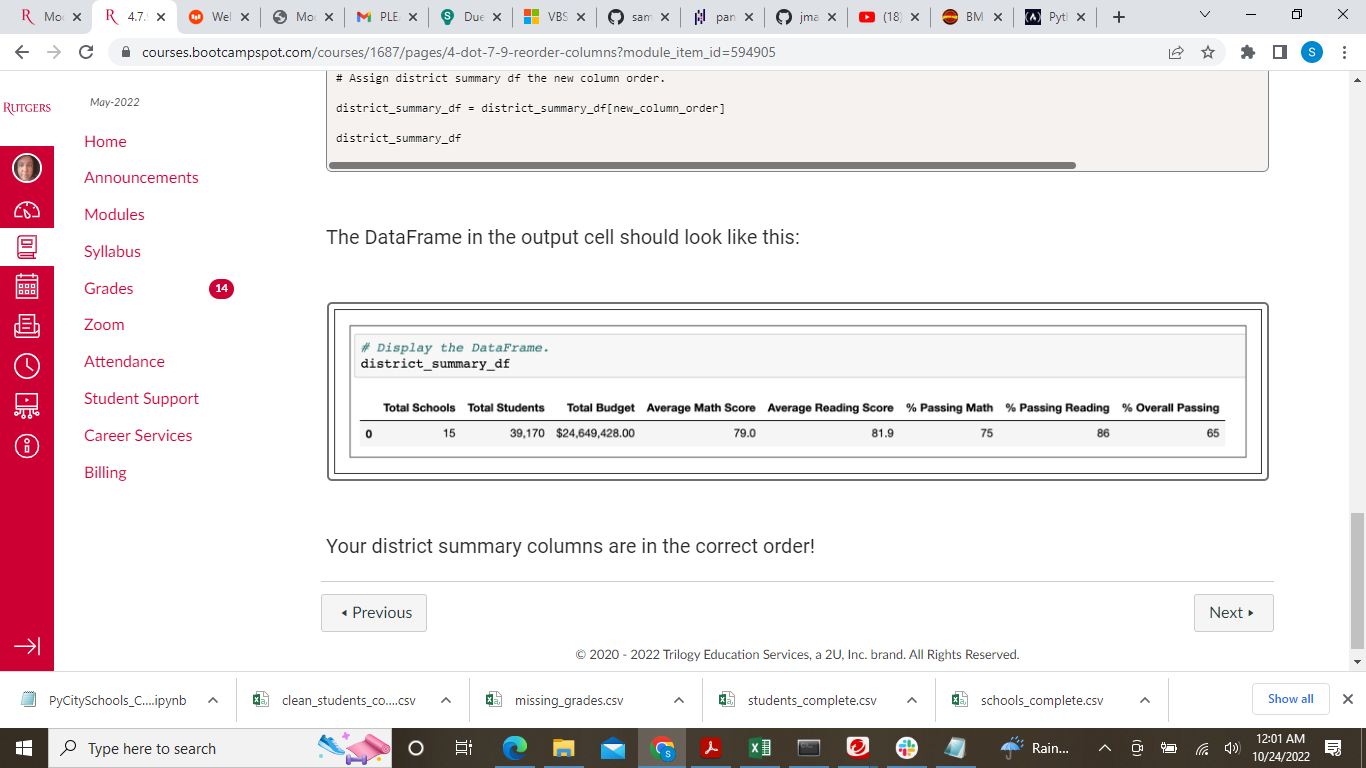 Mo
4.7.
Wel
Mo
PLE
Due
VBS
sam
pan
jma
(18)
BM
Pytl
courses.bootcampspot.com/courses/1687/pages/4-dot-7-9-reorder-columns?module_item_id=594905
S
RUTGERS
May-2022
Home
Announcements
Modules
Syllabus
Grades 14
Zoom
Attendance
Student Support
Career Services
Billing
# Assign district summary df the new column order.
district_summary_df = district_summary_df[new_column_order]
district_summary_df
The DataFrame in the output cell should look like this:
# Display the DataFrame.
district_summary_df
Total Schools Total Students Total Budget Average Math Score Average Reading Score % Passing Math % Passing Reading % Overall Passing
0 15 39,170 $24,649,428.00 79.0 81.9 75 86 65
Your district summary columns are in the correct order!
Previous
Next
© 2020 - 2022 Trilogy Education Services, a 2U, Inc. brand. All Rights Reserved.
PyCitySchools_C....ipynb
clean_students_co....csv
missing_grades.csv
students_complete.csv
schools_complete.csv
Show all
Type here to search
Rain...
12:01 AM
10/24/2022